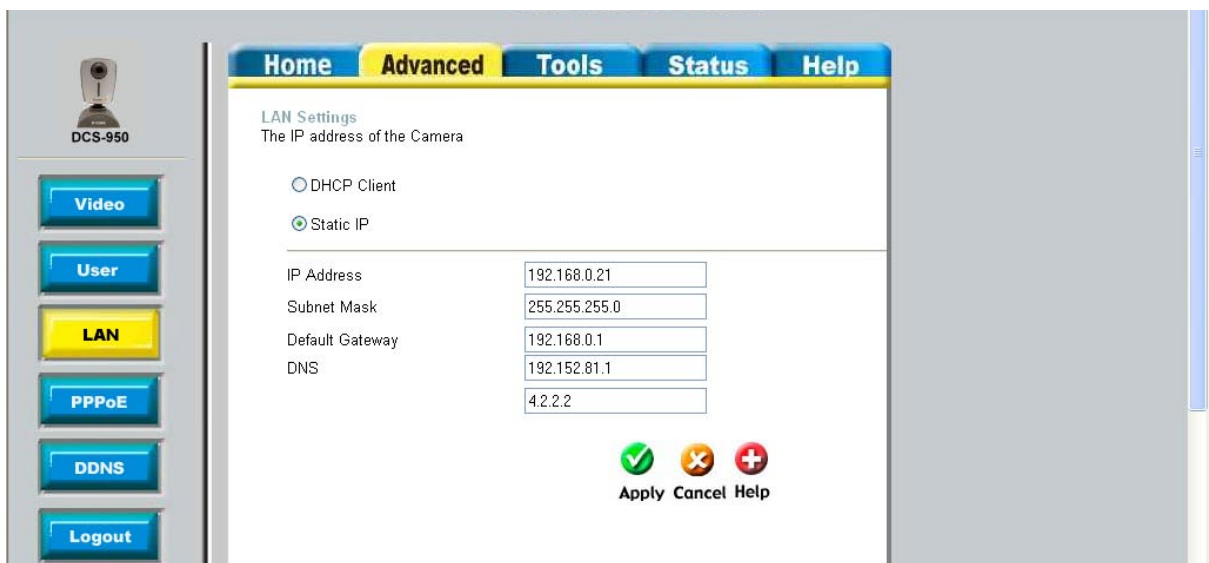 Home Advanced Tools Status Help
DCS-950
Video
User
LAN
PPPoE
DDNS
Logout
LAN Settings
The IP address of the Camera
DHCP Client
Static IP
IP Address 192.168.0.21
Subnet Mask 255.255.255.0
Default Gateway 192.168.0.1
DNS 192.152.81.1
4.2.2.2
Apply Cancel Help